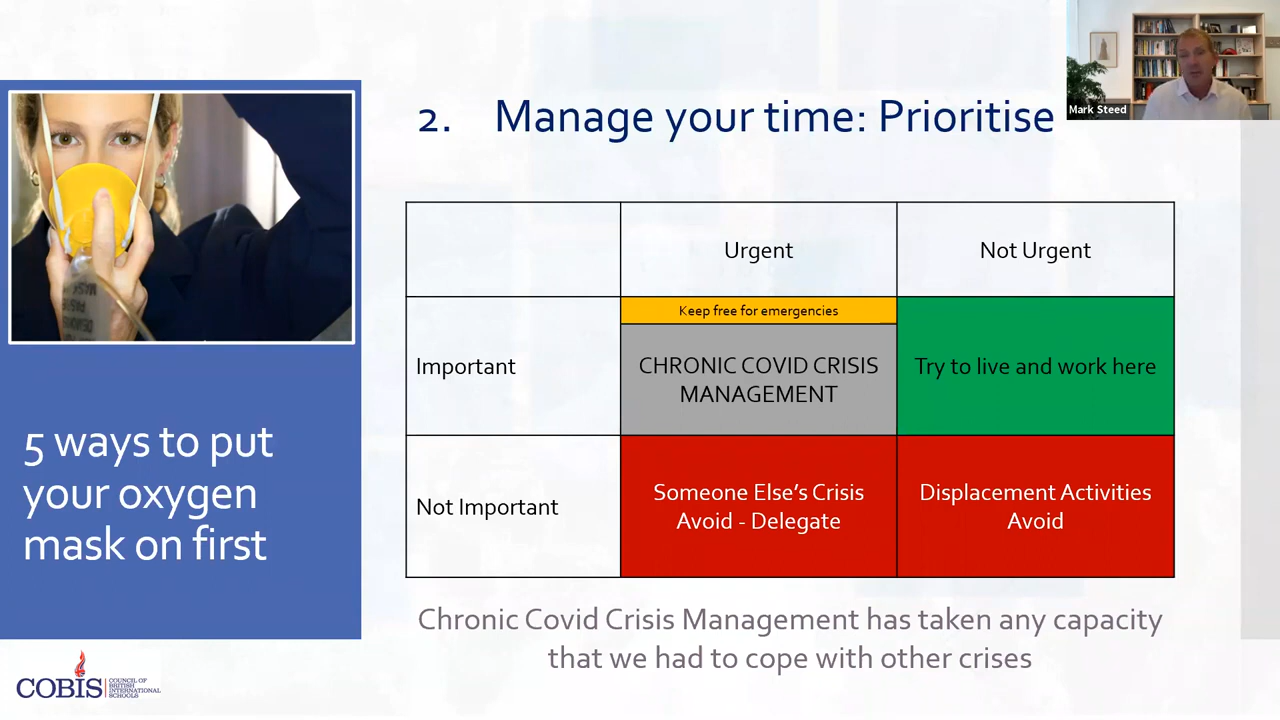 2. Manage your time: Prioritise
Mark Steed
Urgent
Not Urgent
Important
Keep free for emergencies
CHRONIC COVID CRISIS
MANAGEMENT
Try to live and work here
Not Important
Someone Else's Crisis
Avoid - Delegate
Displacement Activities
Avoid
Chronic Covid Crisis Management has taken any capacity
that we had to cope with other crises
5 ways to put
your oxygen
mask on first
COBIS
COUNCIL OF
BRITISH
INTERNATIONAL
SCHOOLS